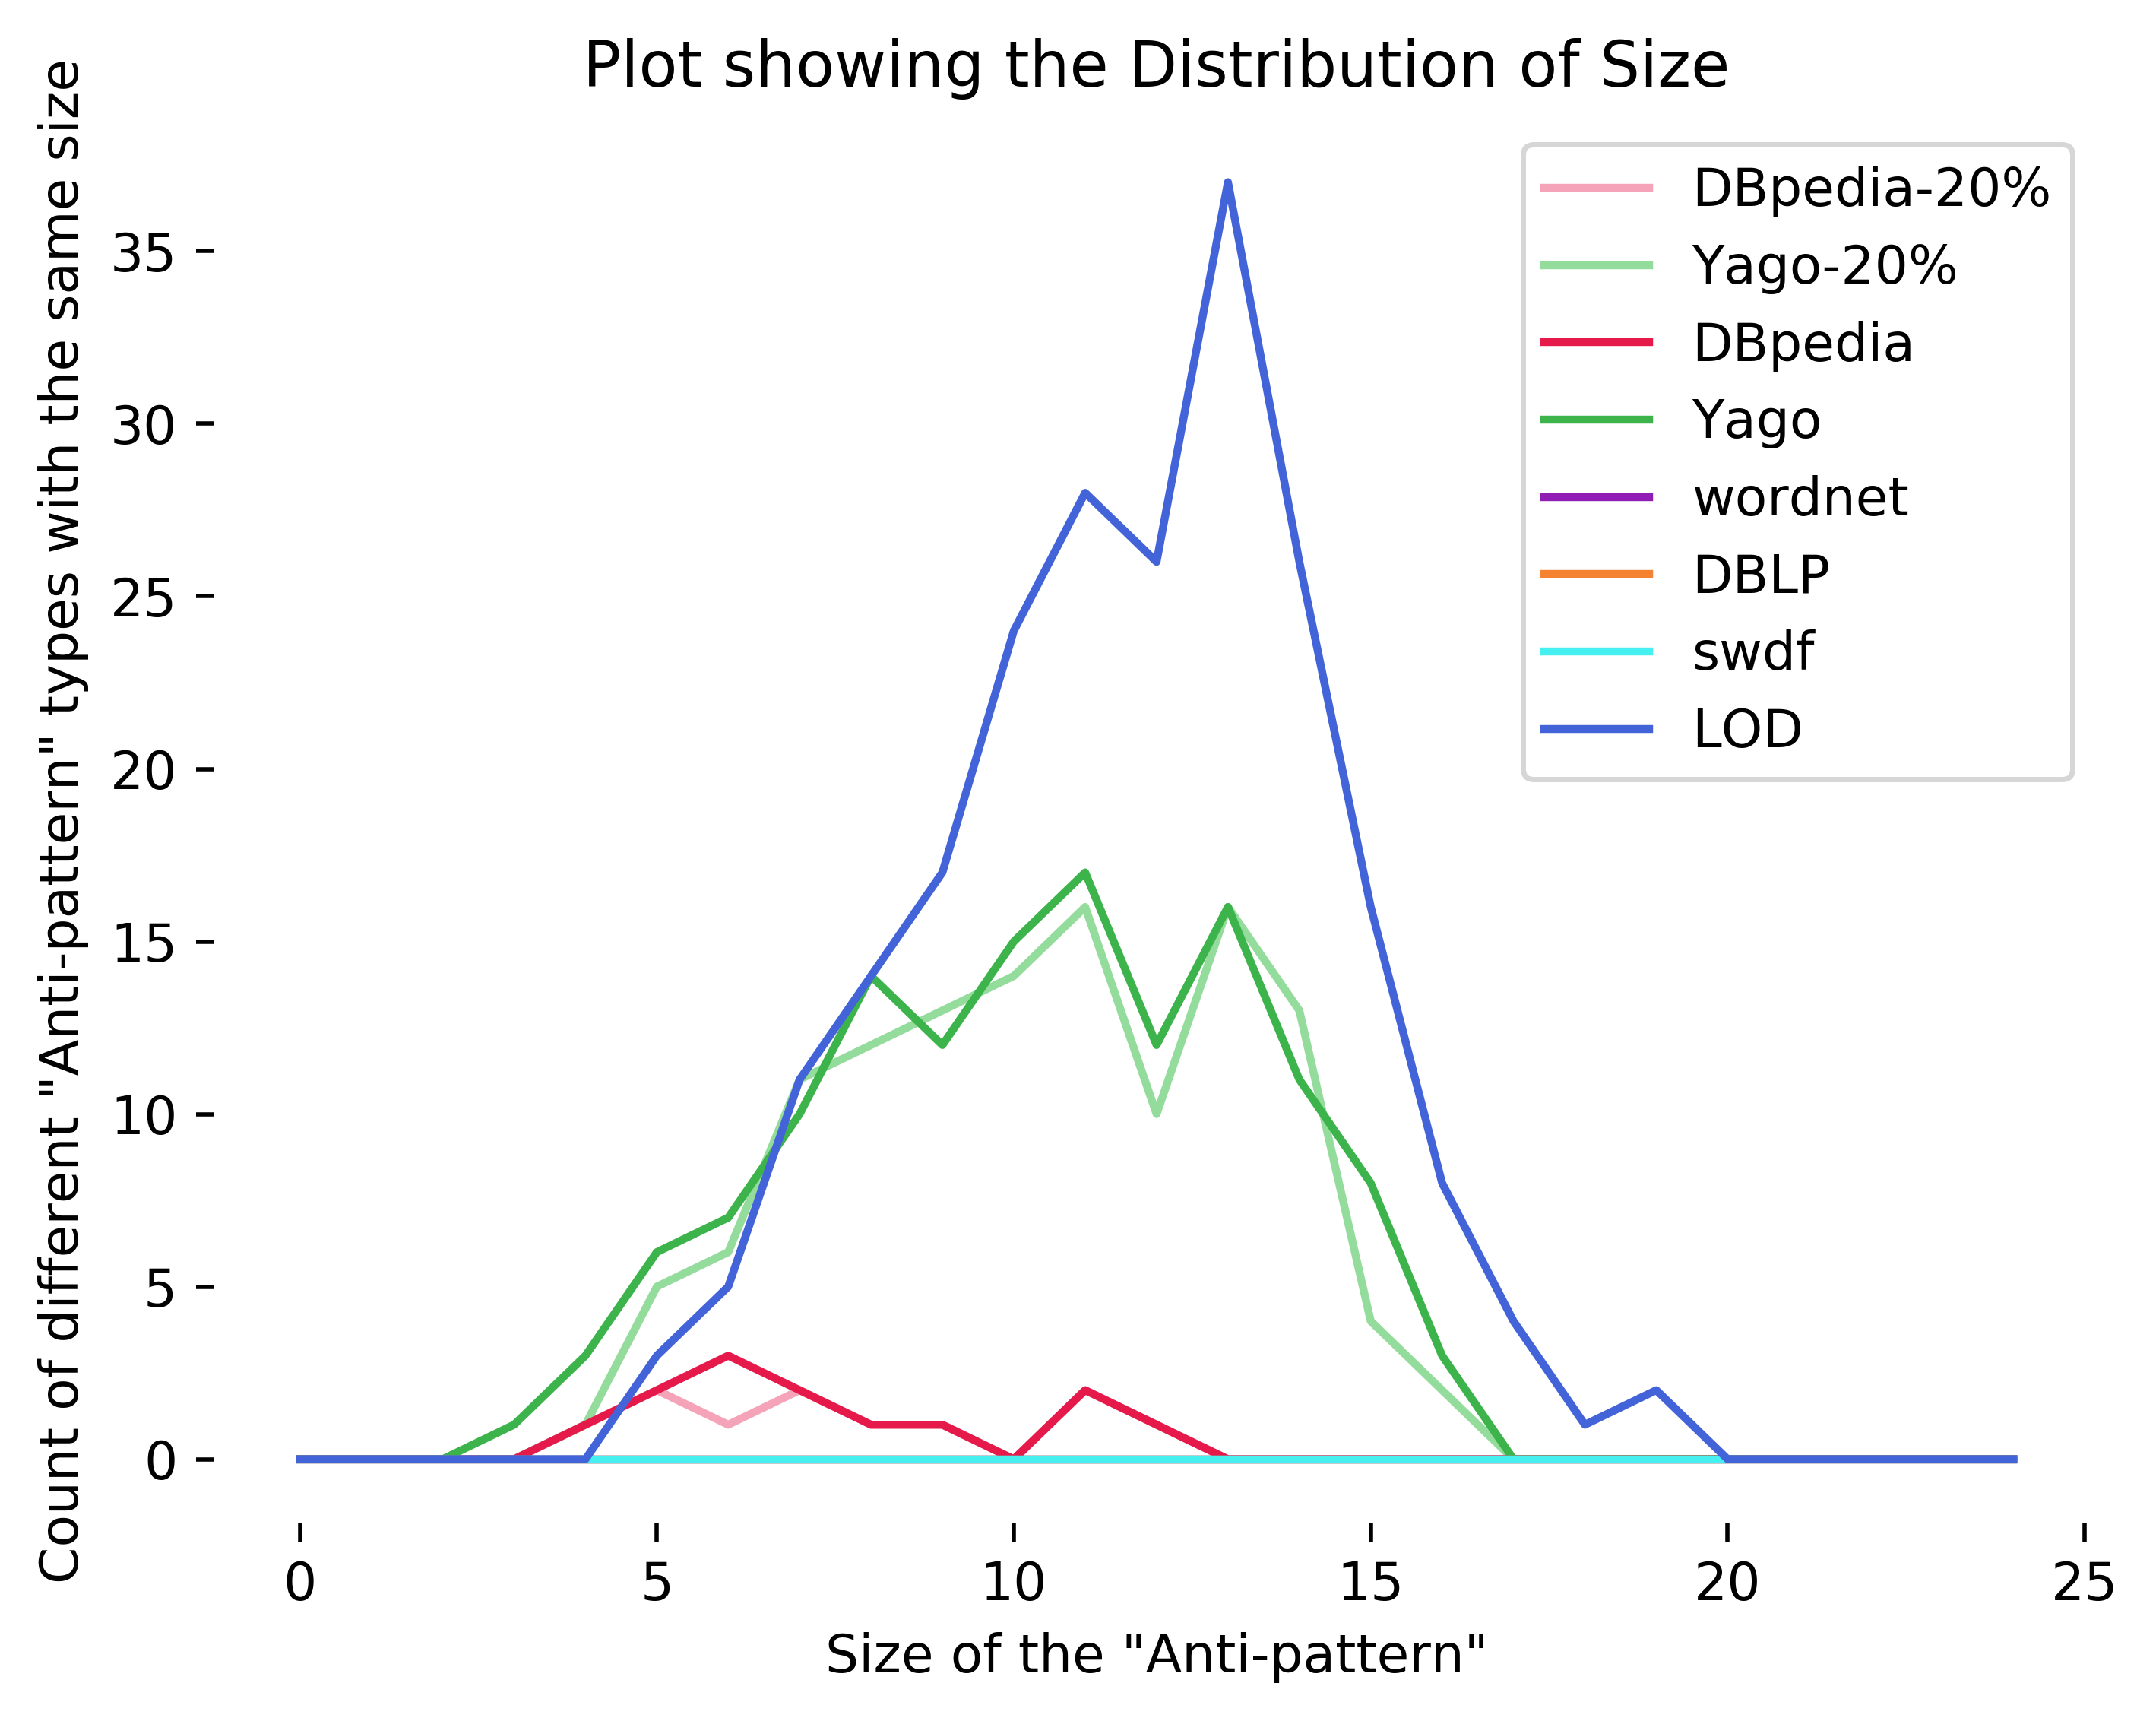 Plot showing the Distribution of Size
Count of different "Anti-pattern" types with the same size
35
30
25
20
15
10
5
0
DBpedia-20%
Yago-20%
DBpedia
Yago
wordnet
DBLP
swdf
LOD
0 5 10 15 20 25
Size of the "Anti-pattern"